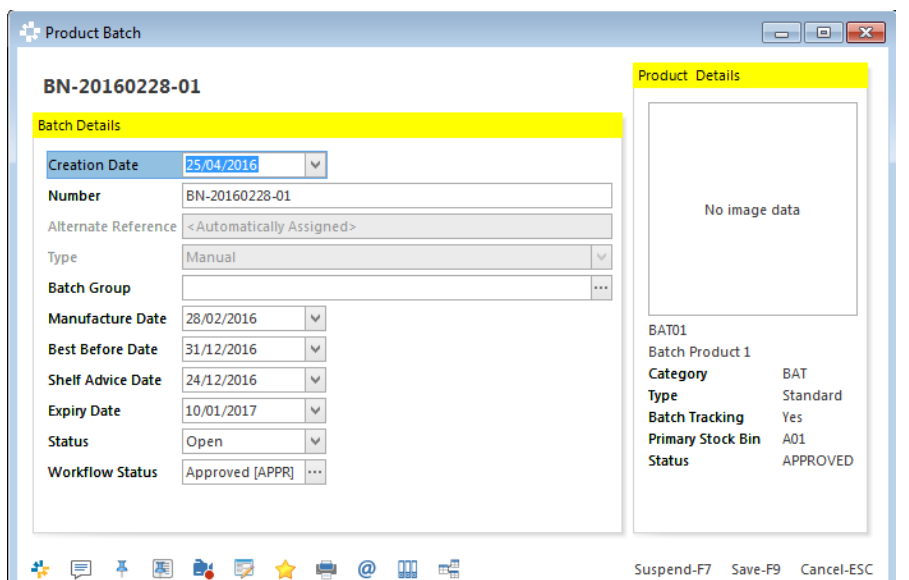 Product Batch
BN-20160228-01
Batch Details
Creation Date 25/04/2016
Number BN-20160228-01
Alternate Reference <Automatically Assigned>
Type Manual
Batch Group ...
Manufacture Date 28/02/2016
Best Before Date 31/12/2016
Shelf Advice Date 24/12/2016
Expiry Date 10/01/2017
Status Open
Workflow Status Approved [APPR] ...
Product Details
No image data
BAT01
Batch Product 1
Category BAT
Type Standard
Batch Tracking Yes
Primary Stock Bin A01
Status APPROVED
@
Suspend-F7 Save-F9 Cancel-ESC